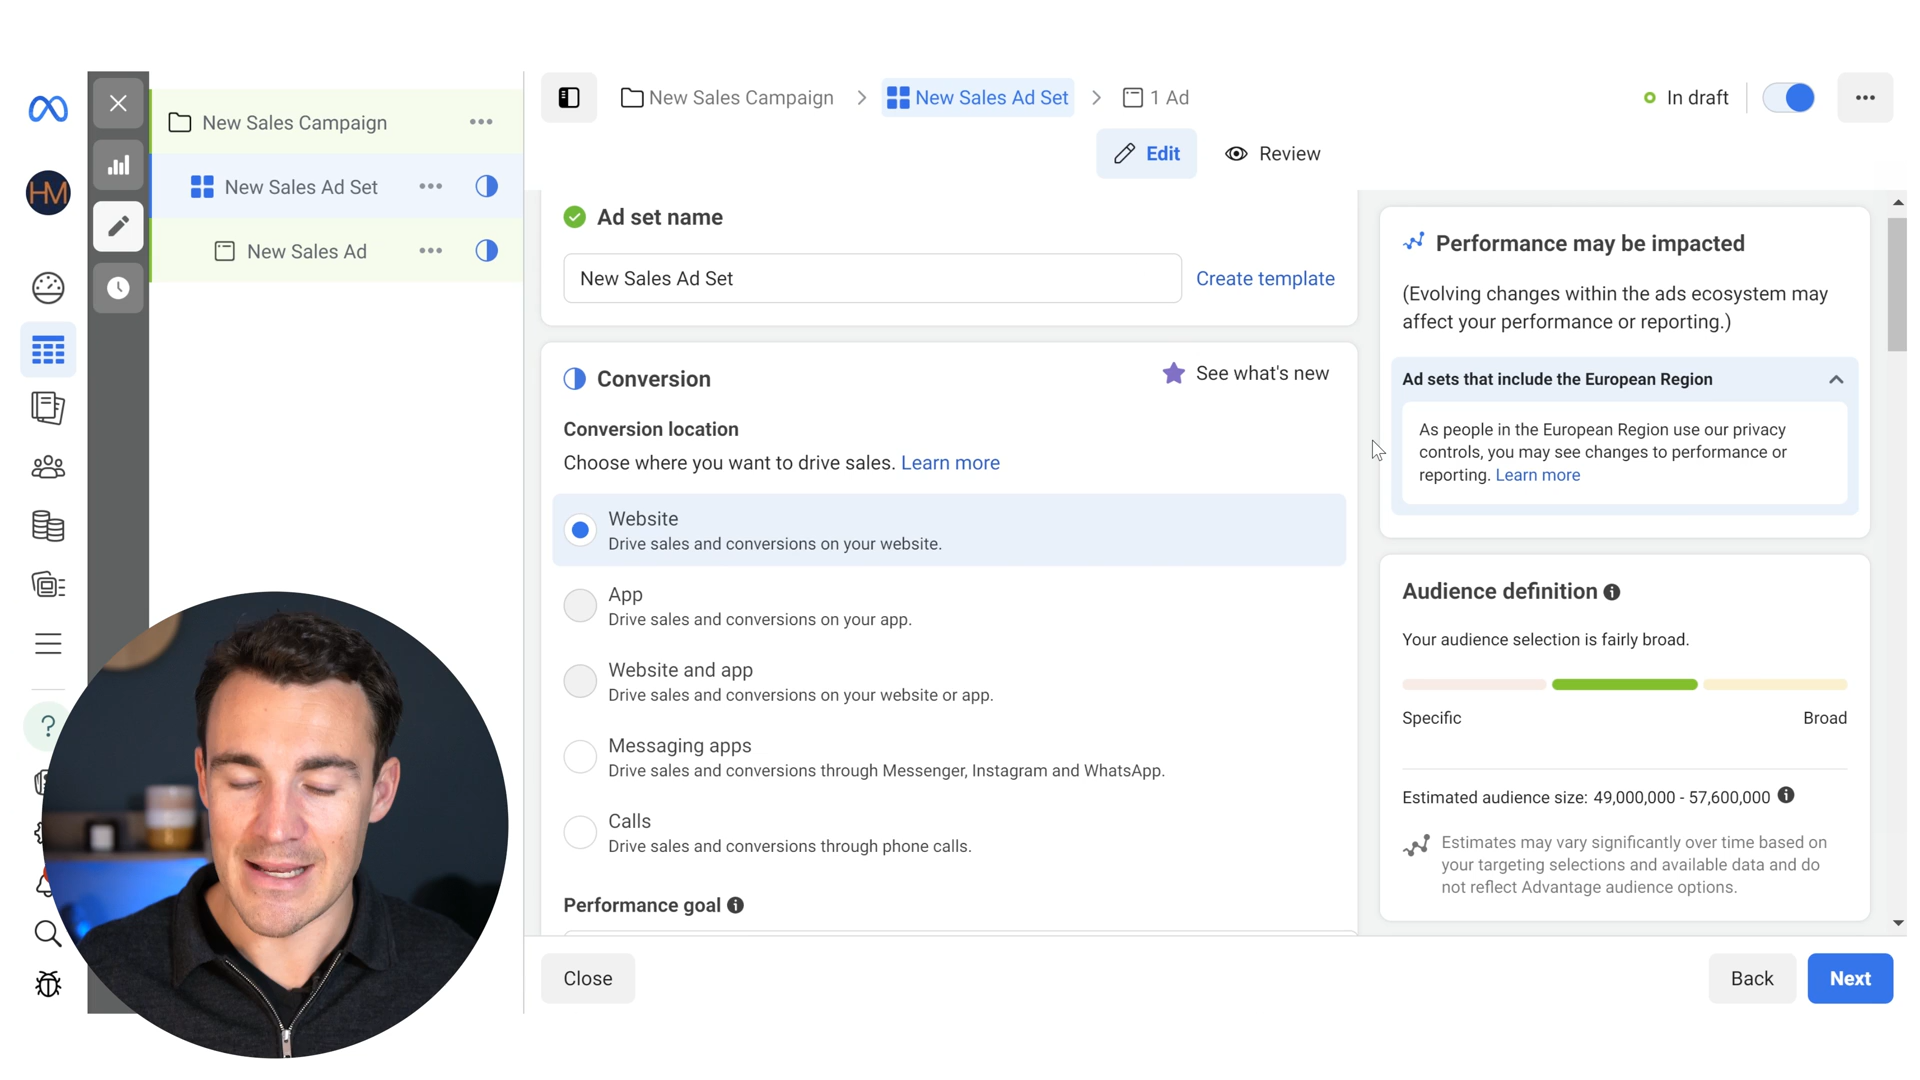 New Sales Campaign
New Sales Ad Set
1 Ad
In draft
Edit
Review
HM
New Sales Campaign
New Sales Ad Set
New Sales Ad
?
Ad set name
New Sales Ad Set
Create template
Conversion
See what's new
Conversion location
Choose where you want to drive sales. Learn more
Website
Drive sales and conversions on your website.
App
Drive sales and conversions on your app.
Website and app
Drive sales and conversions on your website or app.
Messaging apps
Drive sales and conversions through Messenger, Instagram and WhatsApp.
Calls
Drive sales and conversions through phone calls.
Performance goal
Performance may be impacted
(Evolving changes within the ads ecosystem may
affect your performance or reporting.)
Ad sets that include the European Region
As people in the European Region use our privacy
controls, you may see changes to performance or
reporting. Learn more
Audience definition
Your audience selection is fairly broad.
Specific
Broad
Estimated audience size: 49,000,000 - 57,600,000
Estimates may vary significantly over time based on
your targeting selections and available data and do
not reflect Advantage audience options.
Close
Back
Next